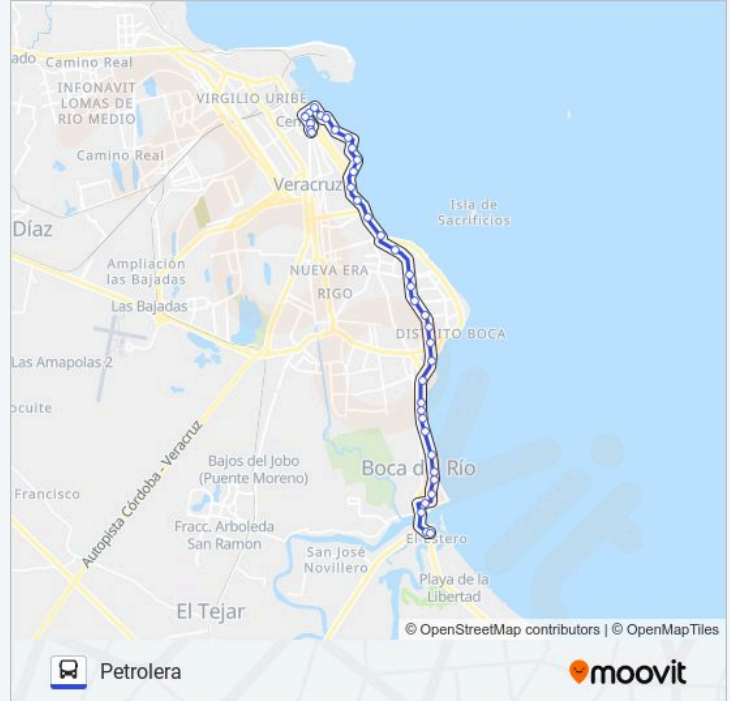 ado
Camino Real
INFONAVIT
LOMAS DE
RIO MEDIO
VIRGILIO URIBE
Cen
Camino Real
Veracruz
Isla de
Sacrificios
Díaz
Ampliación
las Bajadas
NUEVA ERA
RIGO
Las Bajadas
DIS ITO BOCA
Las Amapolas 2
ocuite
Autopista Córdoba - Veracruz
Bajos del Jobo
(Puente Moreno)
Boca d l Río
Francisco
Fracc. Arboleda
San Ramon
El Estero
San José
Novillero
Playa de la
Libertad
El Tejar
© OpenStreetMap contributors | © OpenMapTiles
Petrolera
moovit